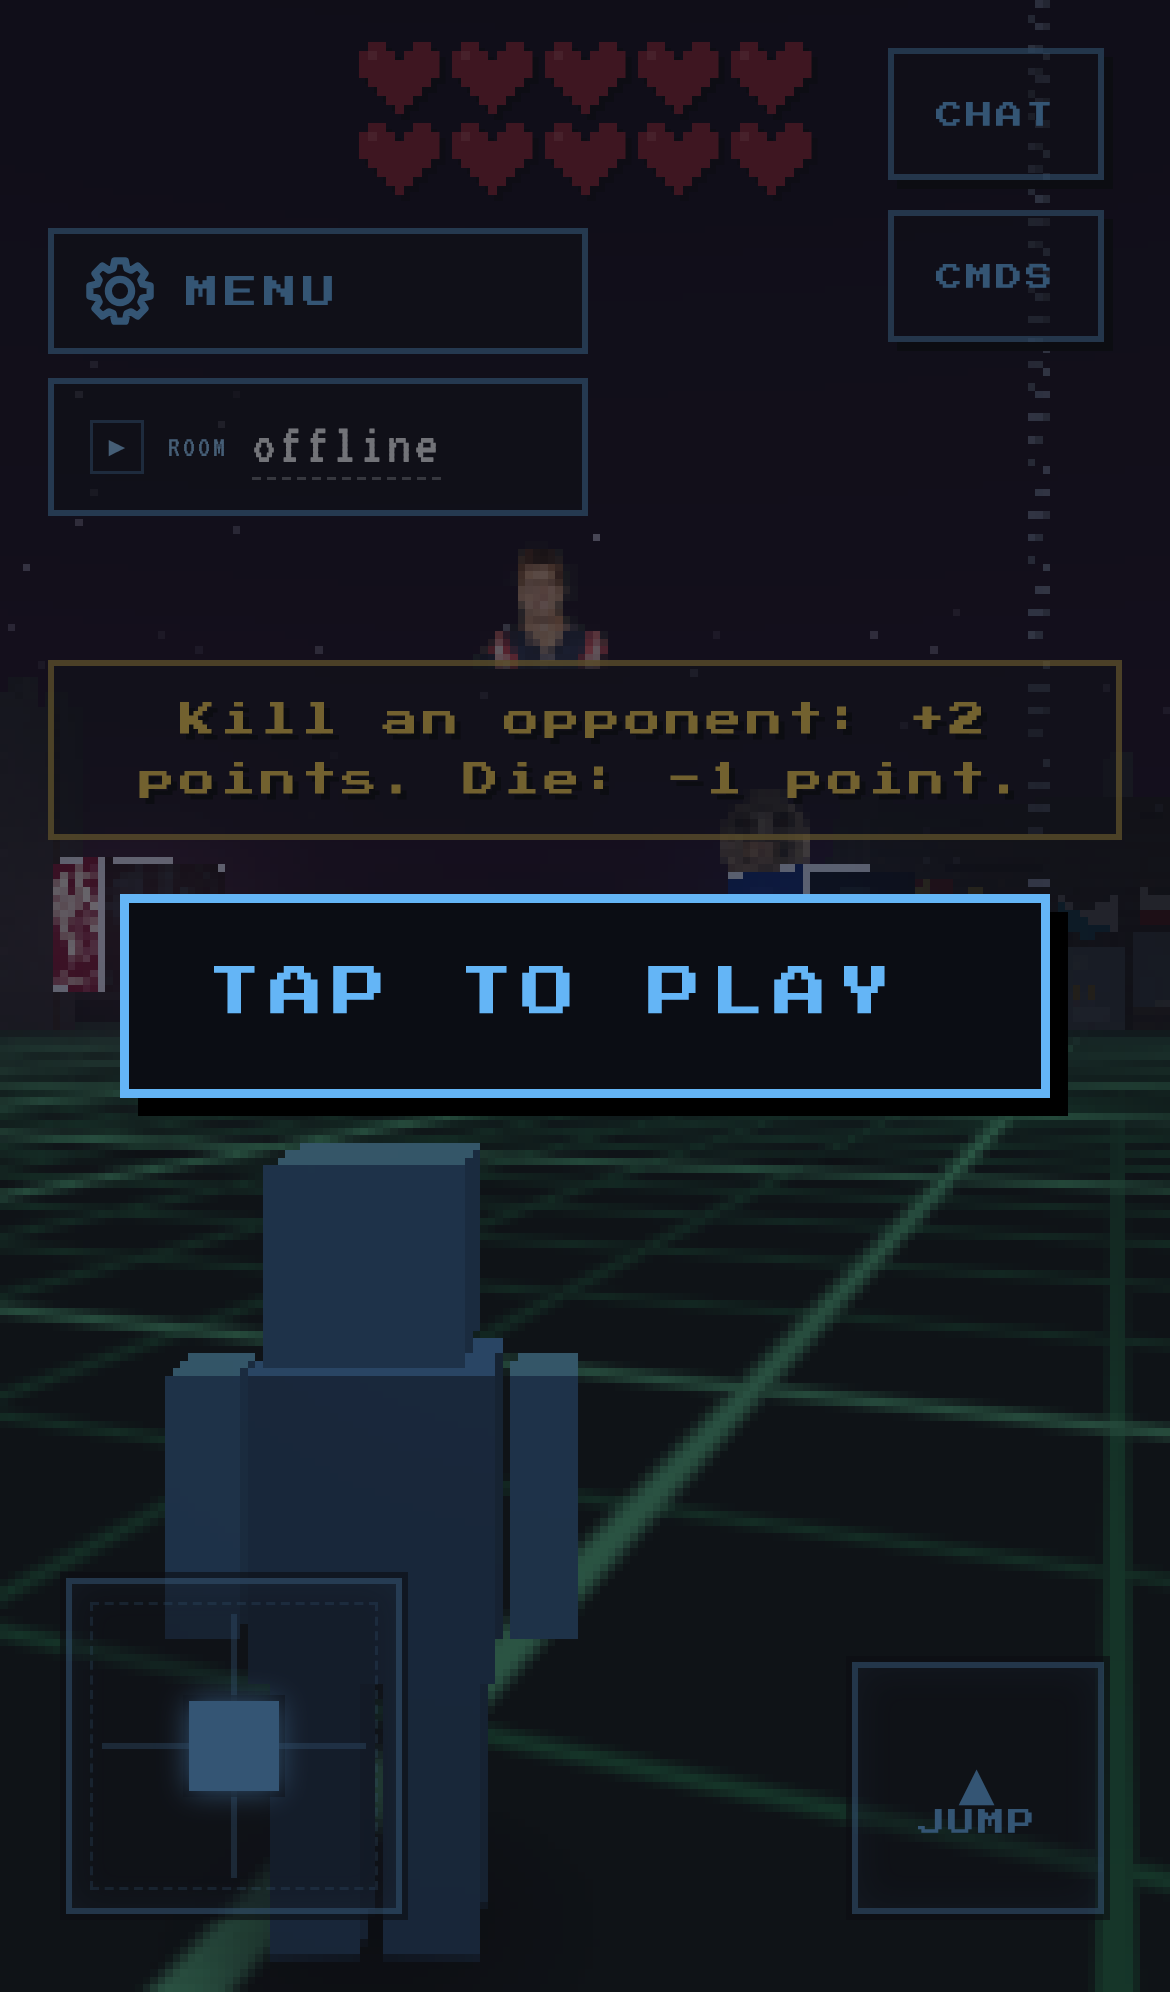 CHAT
CMDS
MENU
ROOM offline
Kill an opponent: +2
points. Die: -1 point.
TAP TO PLAY
JUMP